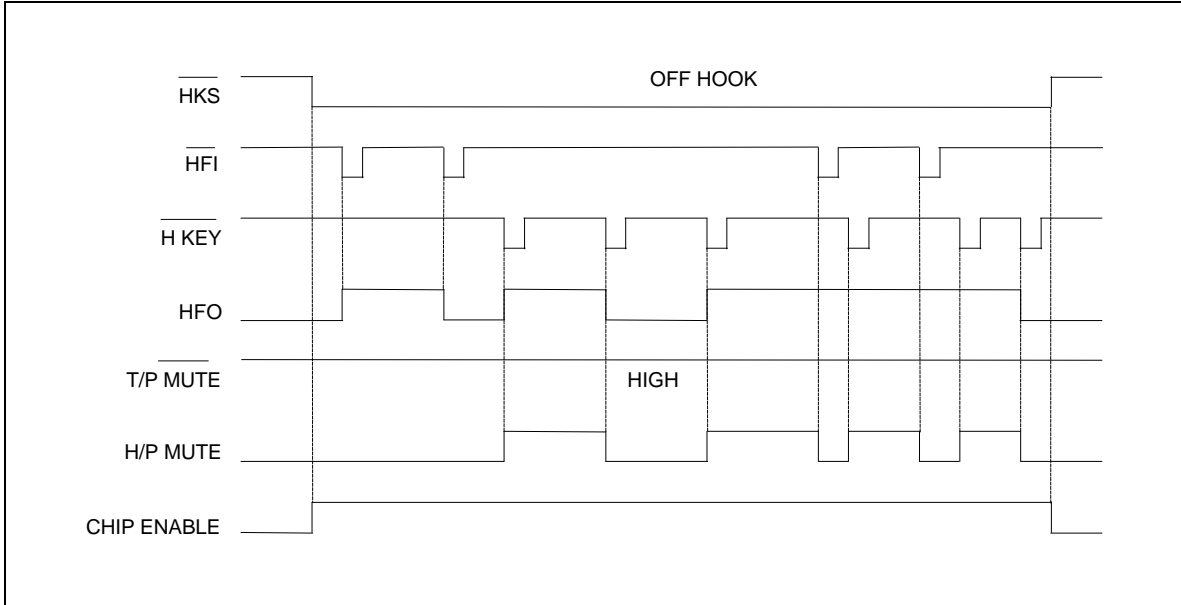 HKS
OFF HOOK
HFI
H KEY
HFO
T/P MUTE
HIGH
H/P MUTE
CHIP ENABLE